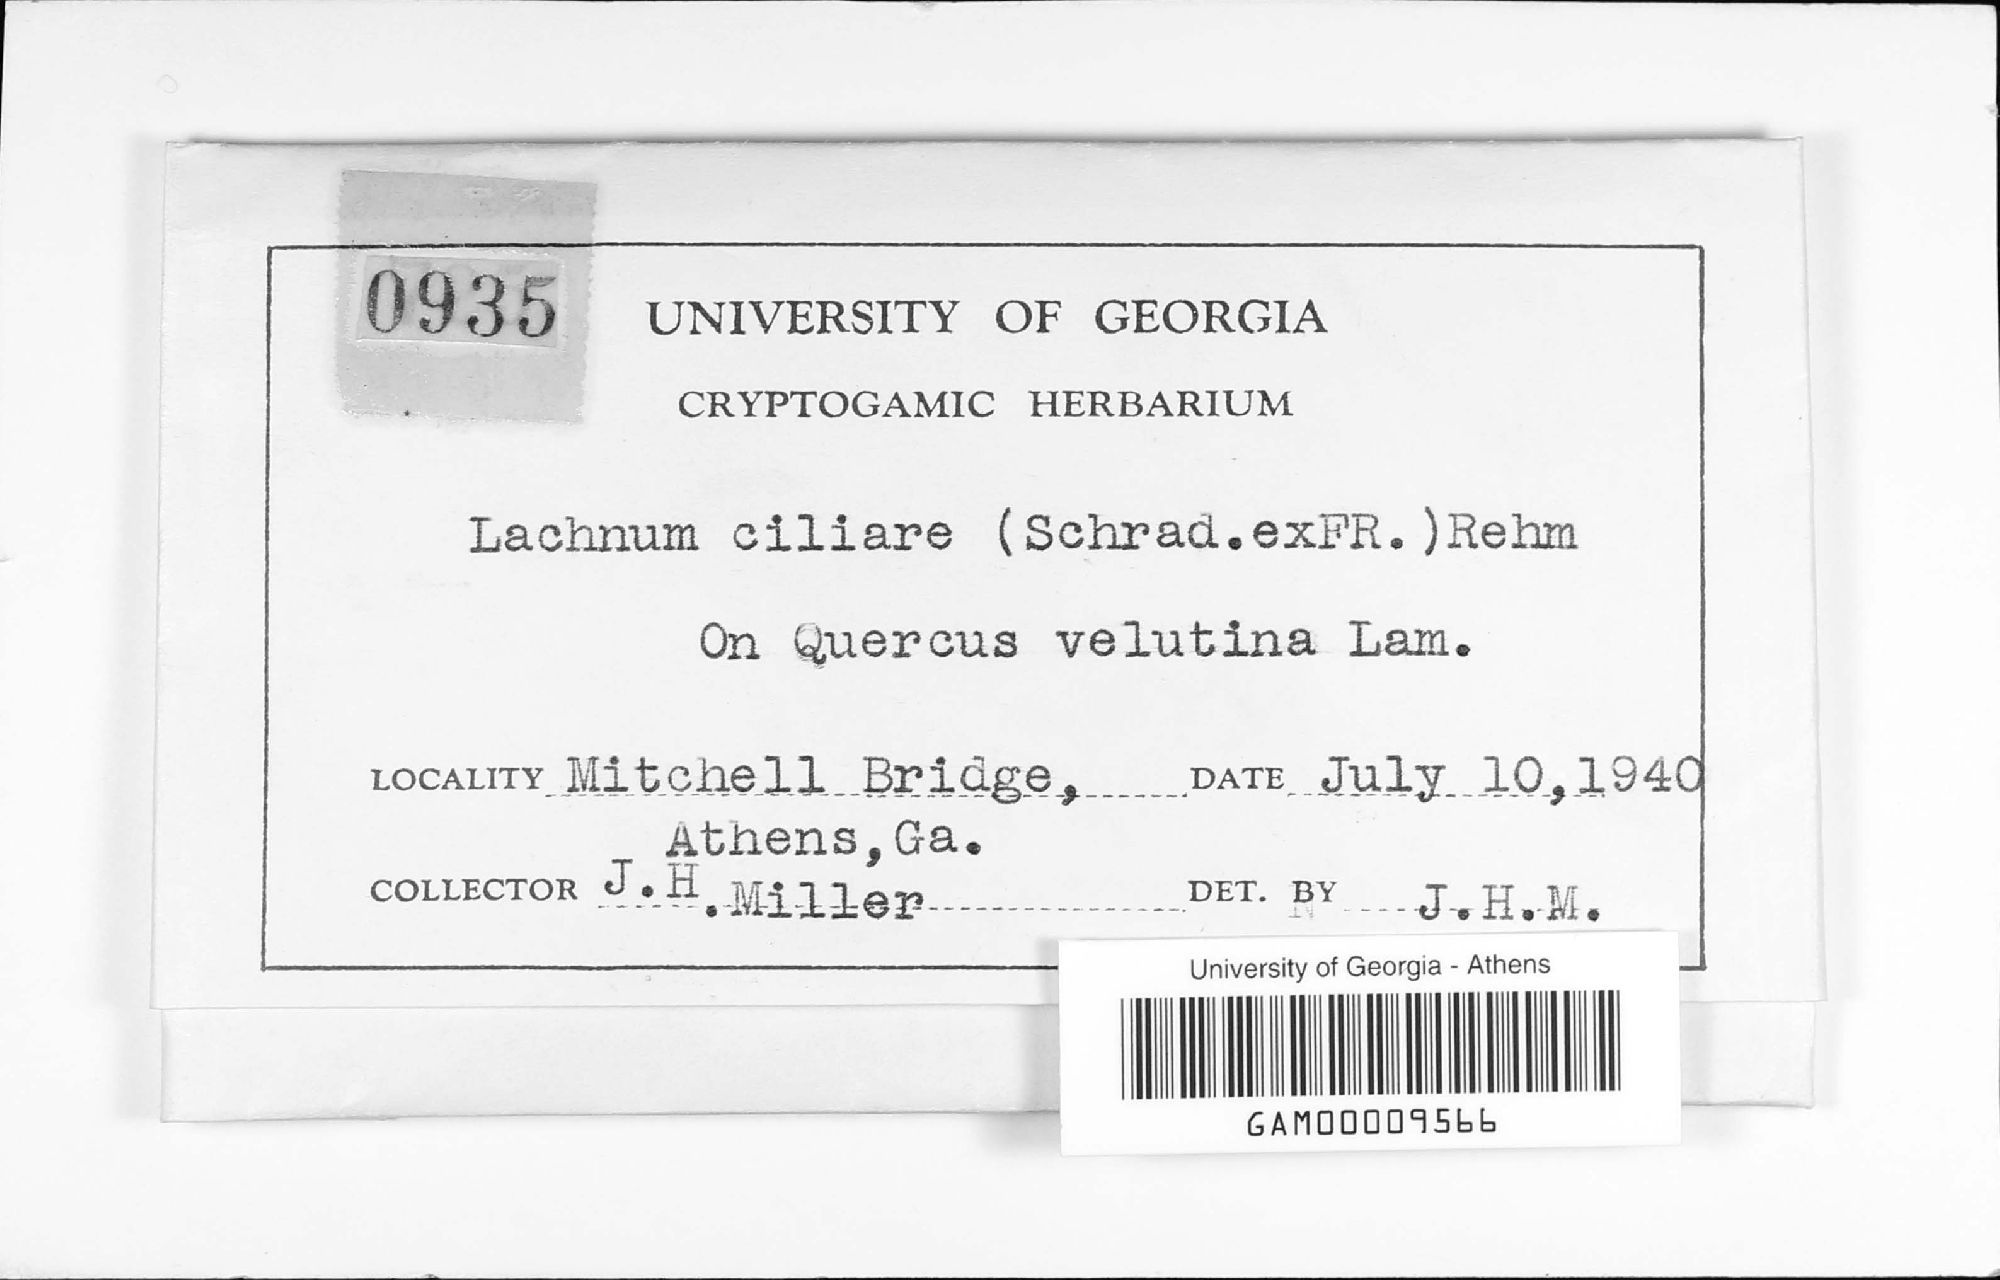 0935
UNIVERSITY OF GEORGIA
CRYPTOGAMIC HERBARIUM
Lachnum ciliare (Schrad.exFR.)Rehm
On Quercus velutina Lam.
LOCALITY Mitchell Bridge, DATE July 10,1940
Athens,Ga.
COLLECTOR J.H.Miller DET. BY J.H.M.
University of Georgia - Athens
GAM00009566